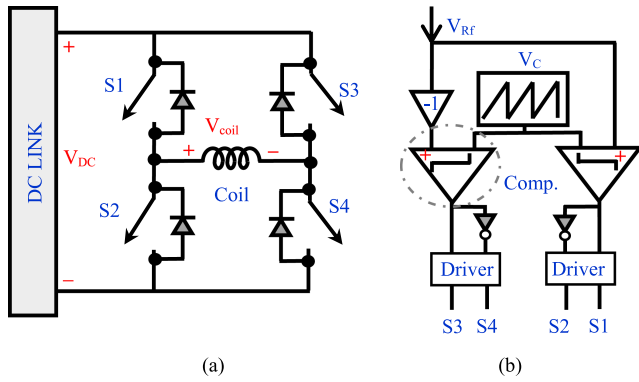 DC LINK
+
V_DC
−
S1
S2
V_coil
+ −
Coil
S3
S4
(a)
V_Rf
V_C
-1
+
+
Comp.
Driver
Driver
S3 S4 S2 S1
(b)